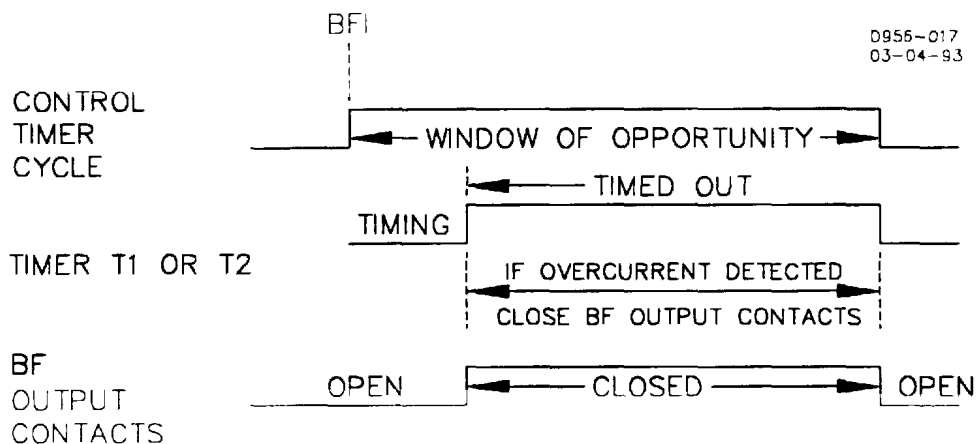 BFI
D956-017
03-04-93
CONTROL
TIMER
CYCLE
WINDOW OF OPPORTUNITY
TIMED OUT
TIMING
TIMER T1 OR T2
IF OVERCURRENT DETECTED
CLOSE BF OUTPUT CONTACTS
BF
OUTPUT
CONTACTS
OPEN
CLOSED
OPEN